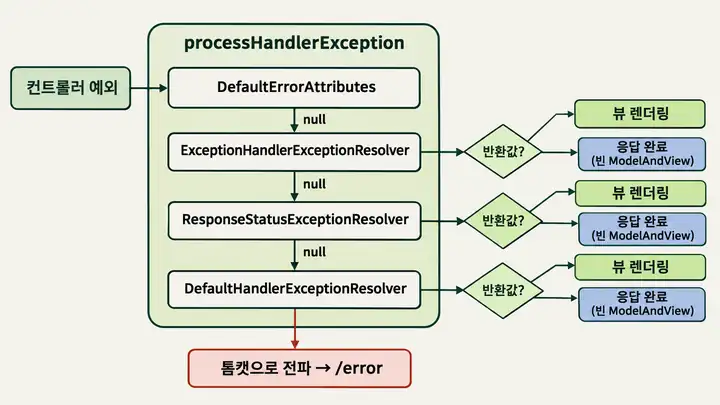 processHandlerException
컨트롤러 예외
DefaultErrorAttributes
null
ExceptionHandlerExceptionResolver
반환값?
뷰 렌더링
응답 완료
(빈 ModelAndView)
null
ResponseStatusExceptionResolver
반환값?
뷰 렌더링
응답 완료
(빈 ModelAndView)
null
DefaultHandlerExceptionResolver
반환값?
뷰 렌더링
응답 완료
(빈 ModelAndView)
톰캣으로 전파 → /error